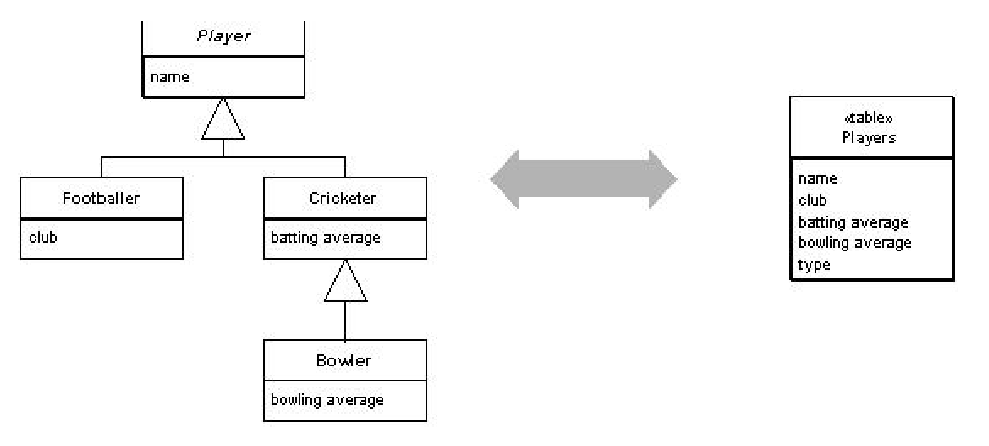 Player
name
Footballer
club
Cricketer
batting average
Bowler
bowling average
«table»
Players
name
club
batting average
bowling average
type